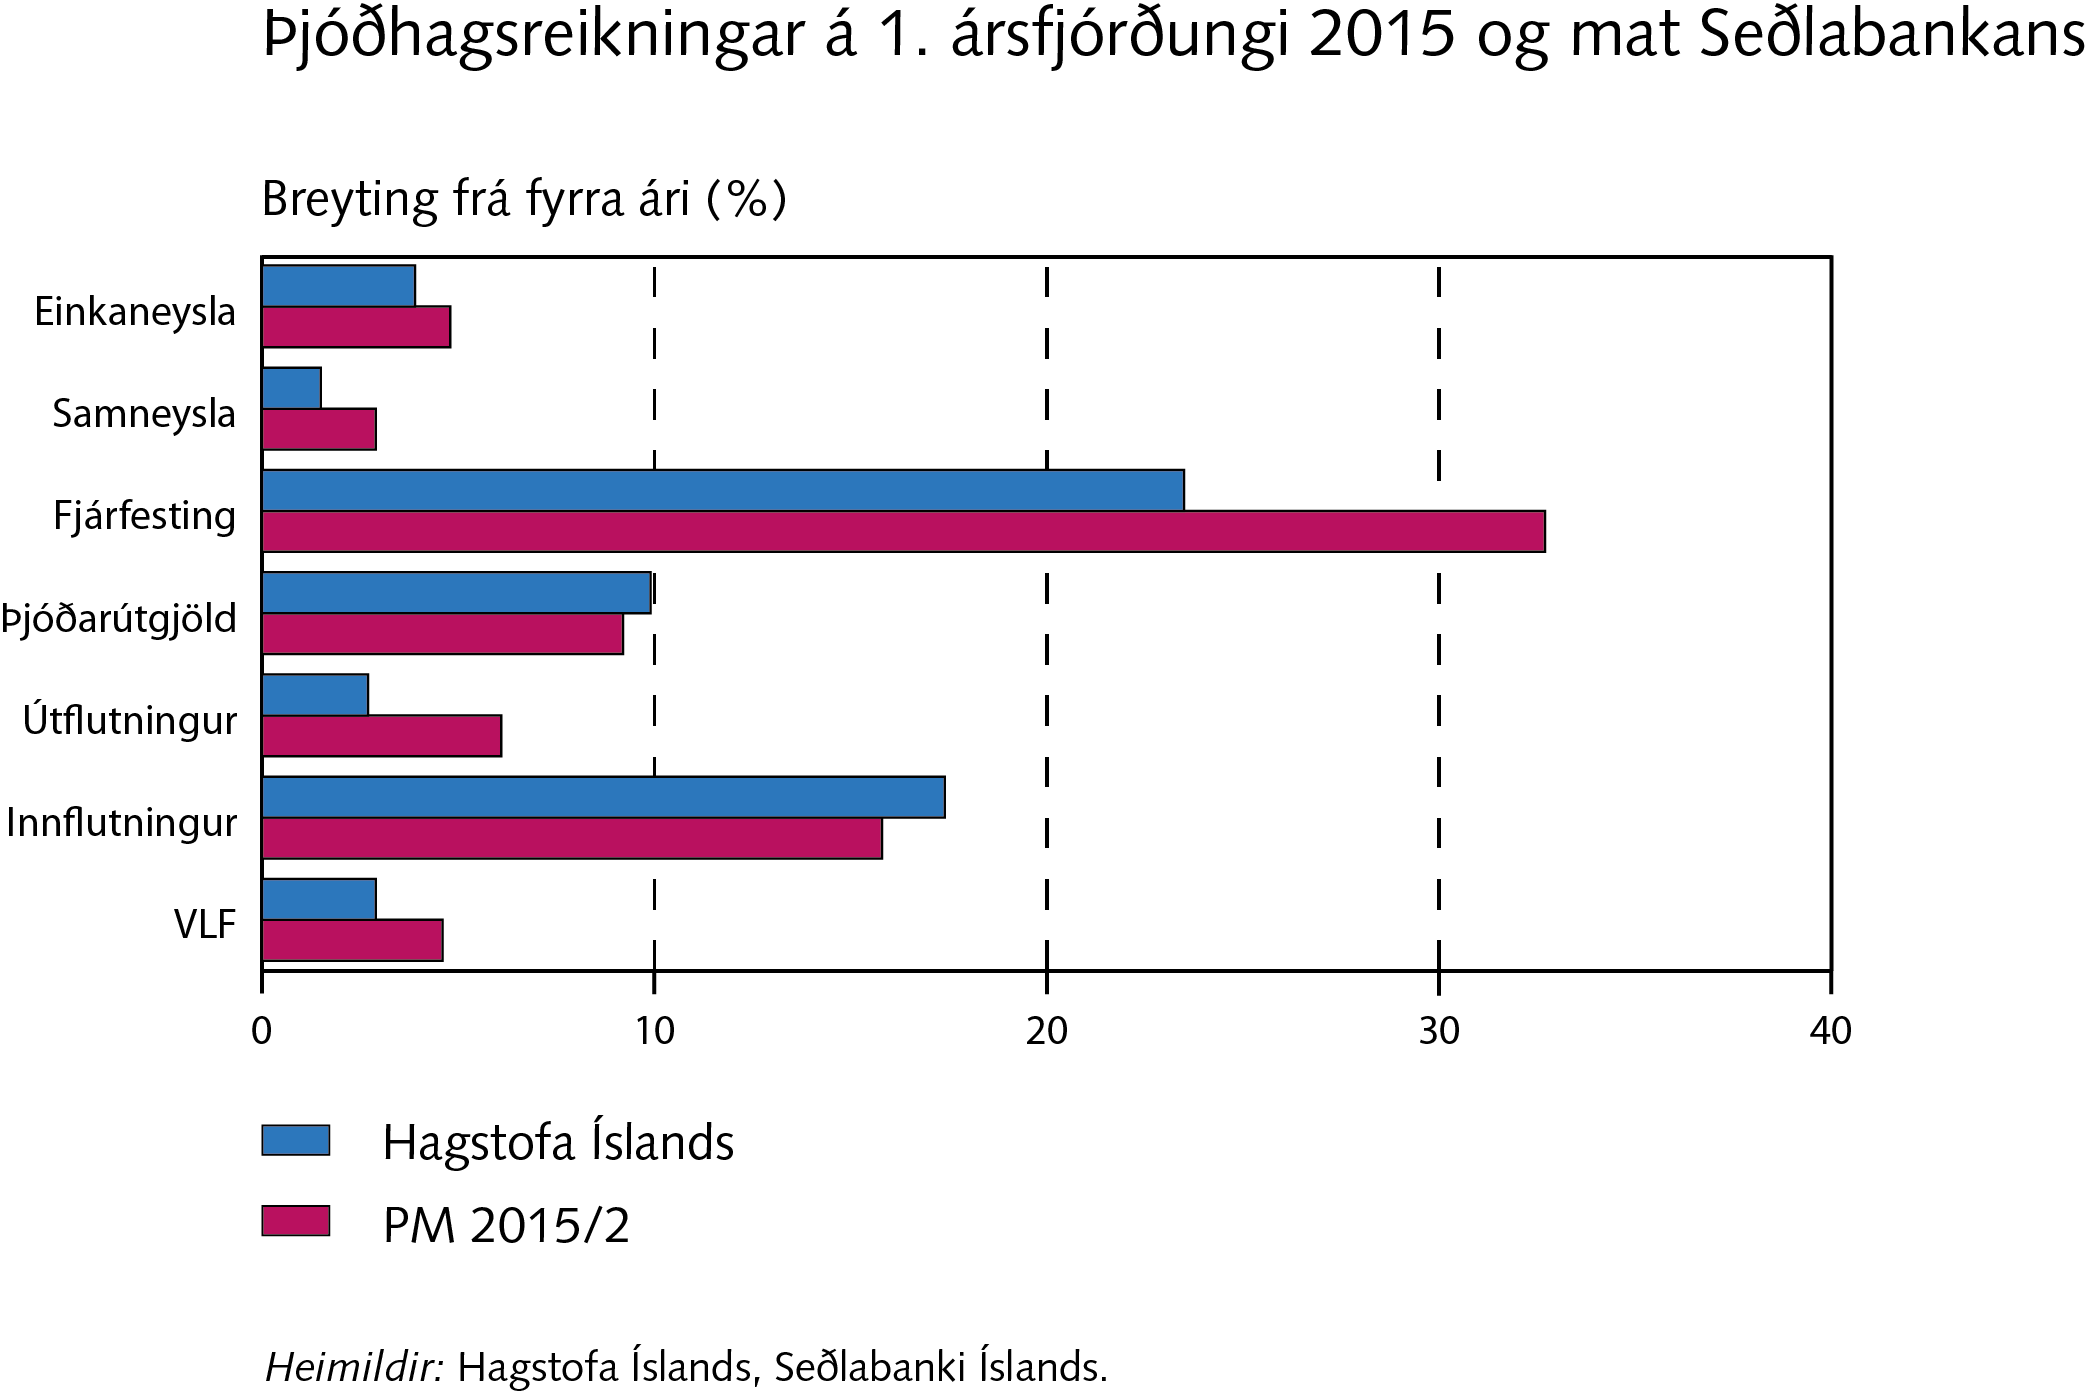 Þjóðhagsreikningar á 1. ársfjórðungi 2015 og mat Seðlabankans
Breyting frá fyrra ári (%)
Einkaneysla
Samneysla
Fjárfesting
Þjóðarútgjöld
Útflutningur
Innflutningur
VLF
0 10 20 30 40
Hagstofa Íslands
PM 2015/2
Heimildir: Hagstofa Íslands, Seðlabanki Íslands.